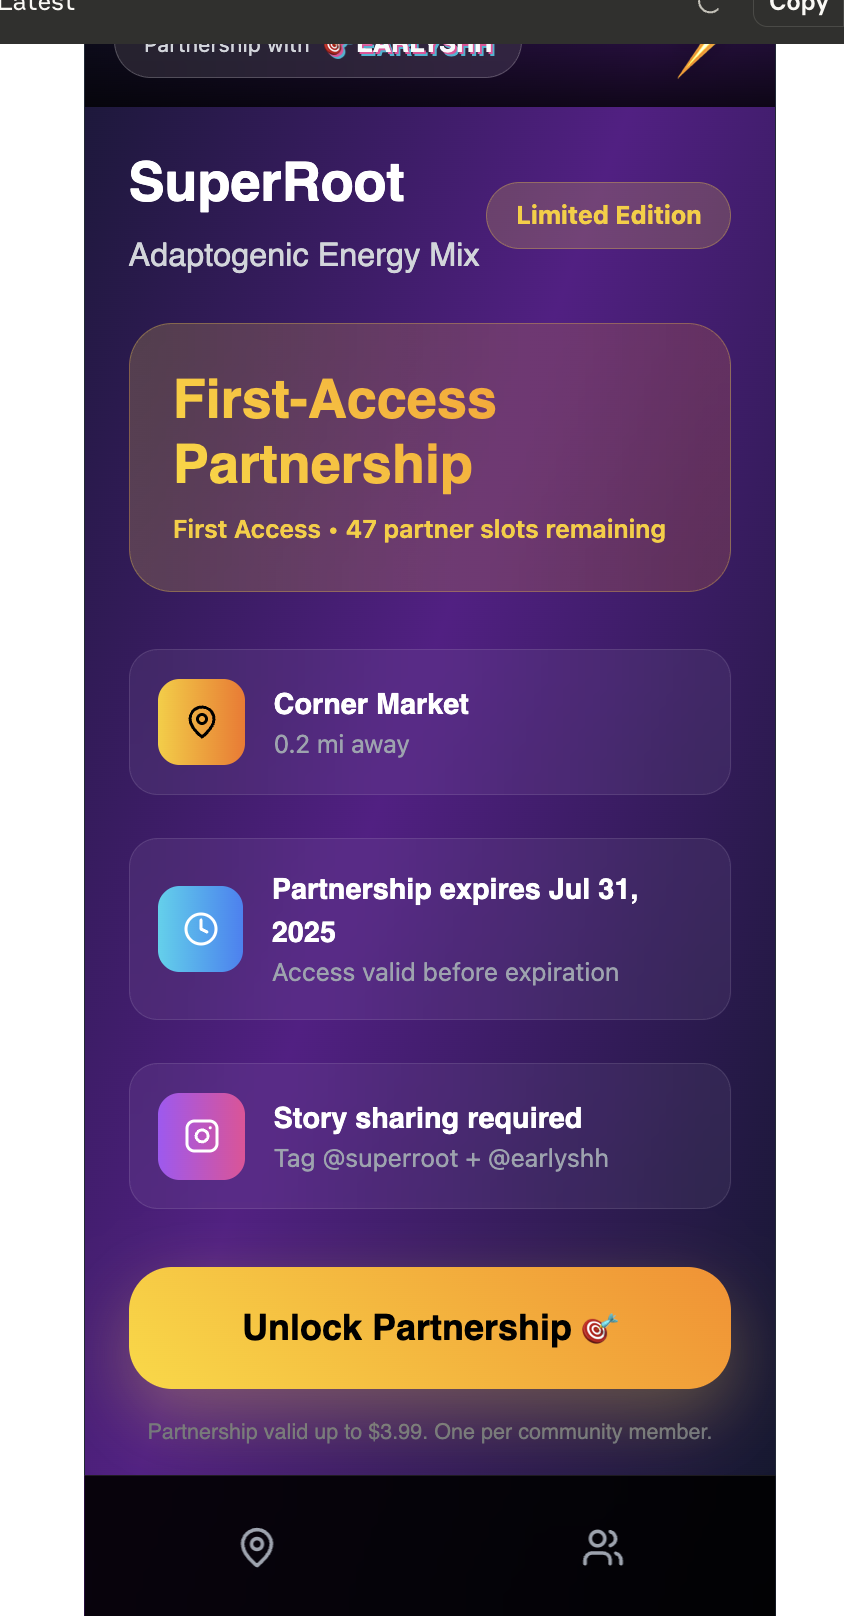 Latest
Copy
Partnership with 🎯 EARLYSHH
SuperRoot
Limited Edition
Adaptogenic Energy Mix
First-Access
Partnership
First Access • 47 partner slots remaining
Corner Market
0.2 mi away
Partnership expires Jul 31,
2025
Access valid before expiration
Story sharing required
Tag @superroot + @earlyshh
Unlock Partnership 🎯
Partnership valid up to $3.99. One per community member.